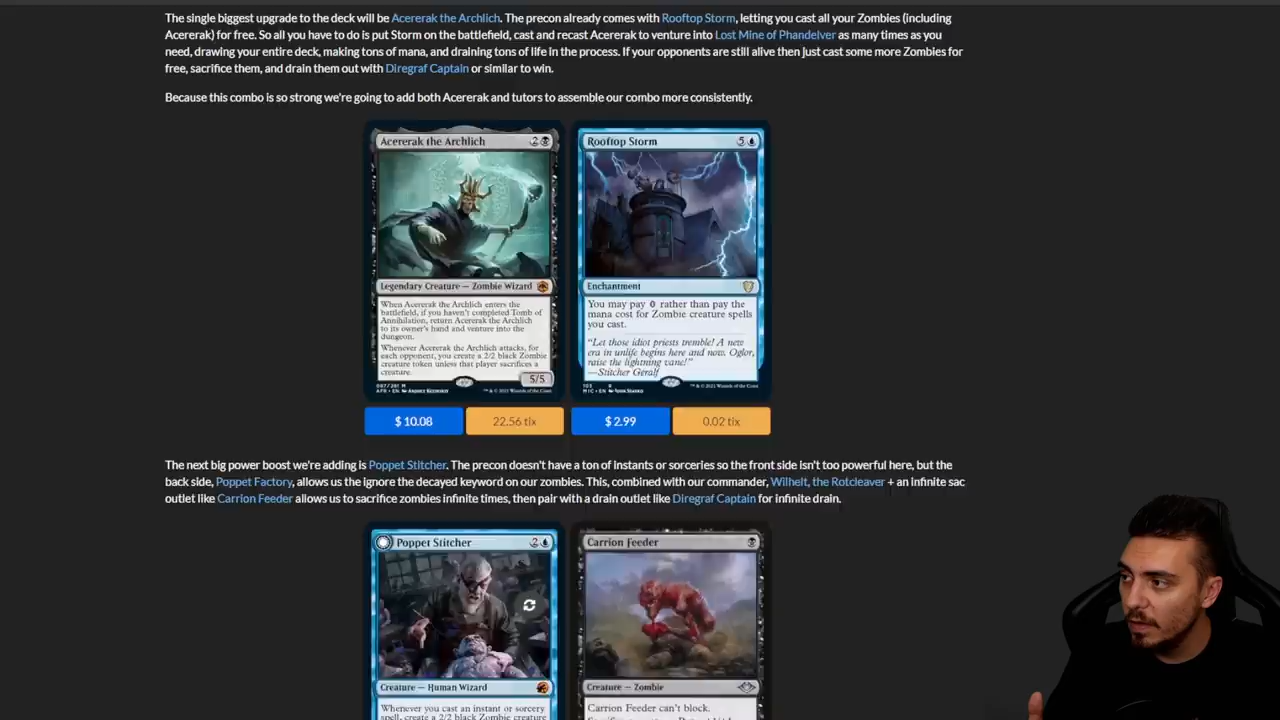 The single biggest upgrade to the deck will be Acererak the Archlich. The precon already comes with Rooftop Storm, letting you cast all your Zombies (including
Acererak) for free. So all you have to do is put Storm on the battlefield, cast and recast Acererak to venture into Lost Mine of Phandelver as many times as you
need, drawing your entire deck, making tons of mana, and draining tons of life in the process. If your opponents are still alive then just cast some more Zombies for
free, sacrifice them, and drain them out with Diregraf Captain or similar to win.
Because this combo is so strong we're going to add both Acererak and tutors to assemble our combo more consistently.
Acererak the Archlich 2
Legendary Creature — Zombie Wizard
When Acererak the Archlich enters the
battlefield, if you haven't completed Tomb of
Annihilation, return Acererak the Archlich
to its owner's hand and venture into the
dungeon.
Whenever Acererak the Archlich attacks, for
each opponent, you create a 2/2 black Zombie
creature token unless that player sacrifices a
creature.
5/5
Rooftop Storm 5
Enchantment
You may pay 0 rather than pay the
mana cost for Zombie creature spells
you cast.
"Let those idiot priests tremble! A new
era in unlife begins here and now. Oglor,
raise the lightning vane!"
—Stitcher Geralf
$ 10.08
22.56 tix
$ 2.99
0.02 tix
The next big power boost we're adding is Poppet Stitcher. The precon doesn't have a ton of instants or sorceries so the front side isn't too powerful here, but the
back side, Poppet Factory, allows us the ignore the decayed keyword on our zombies. This, combined with our commander, Wilhelt, the Rotcleaver + an infinite sac
outlet like Carrion Feeder allows us to sacrifice zombies infinite times, then pair with a drain outlet like Diregraf Captain for infinite drain.
Poppet Stitcher 2
Creature — Human Wizard
Whenever you cast an instant or sorcery
spell, create a 2/2 black Zombie creature
Carrion Feeder
Creature — Zombie
Carrion Feeder can't block.